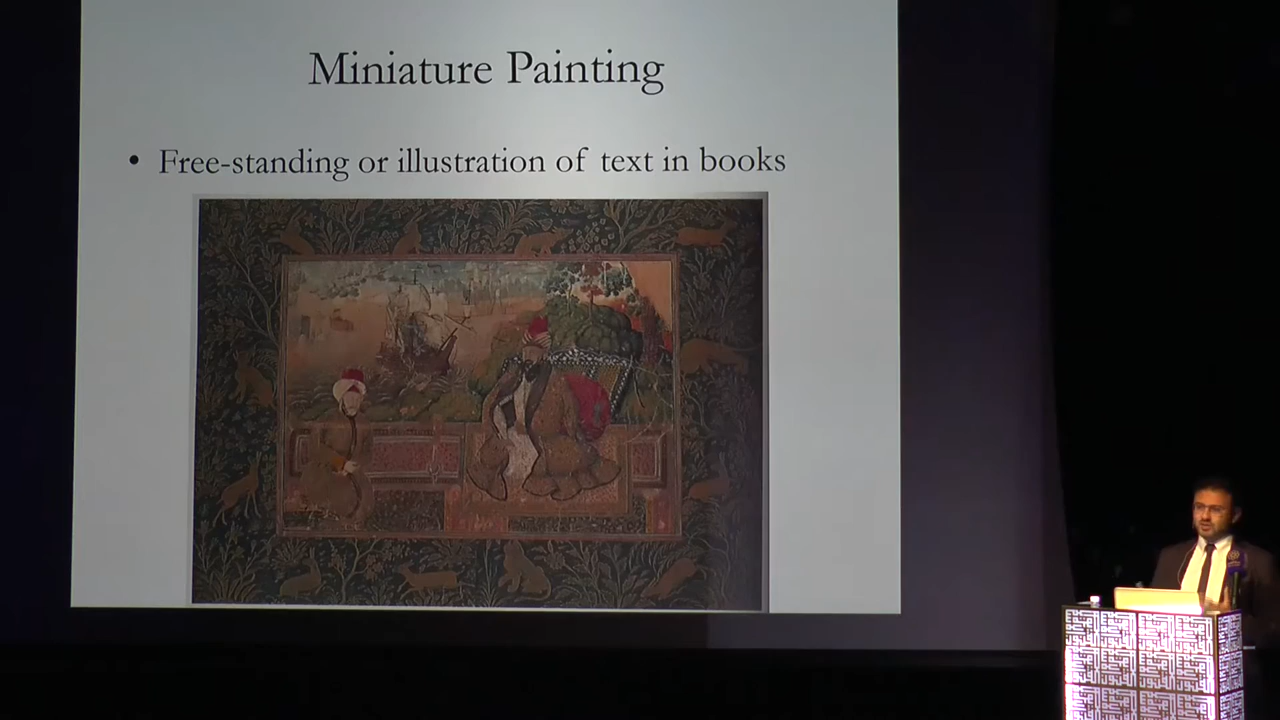 Miniature Painting
• Free-standing or illustration of text in books